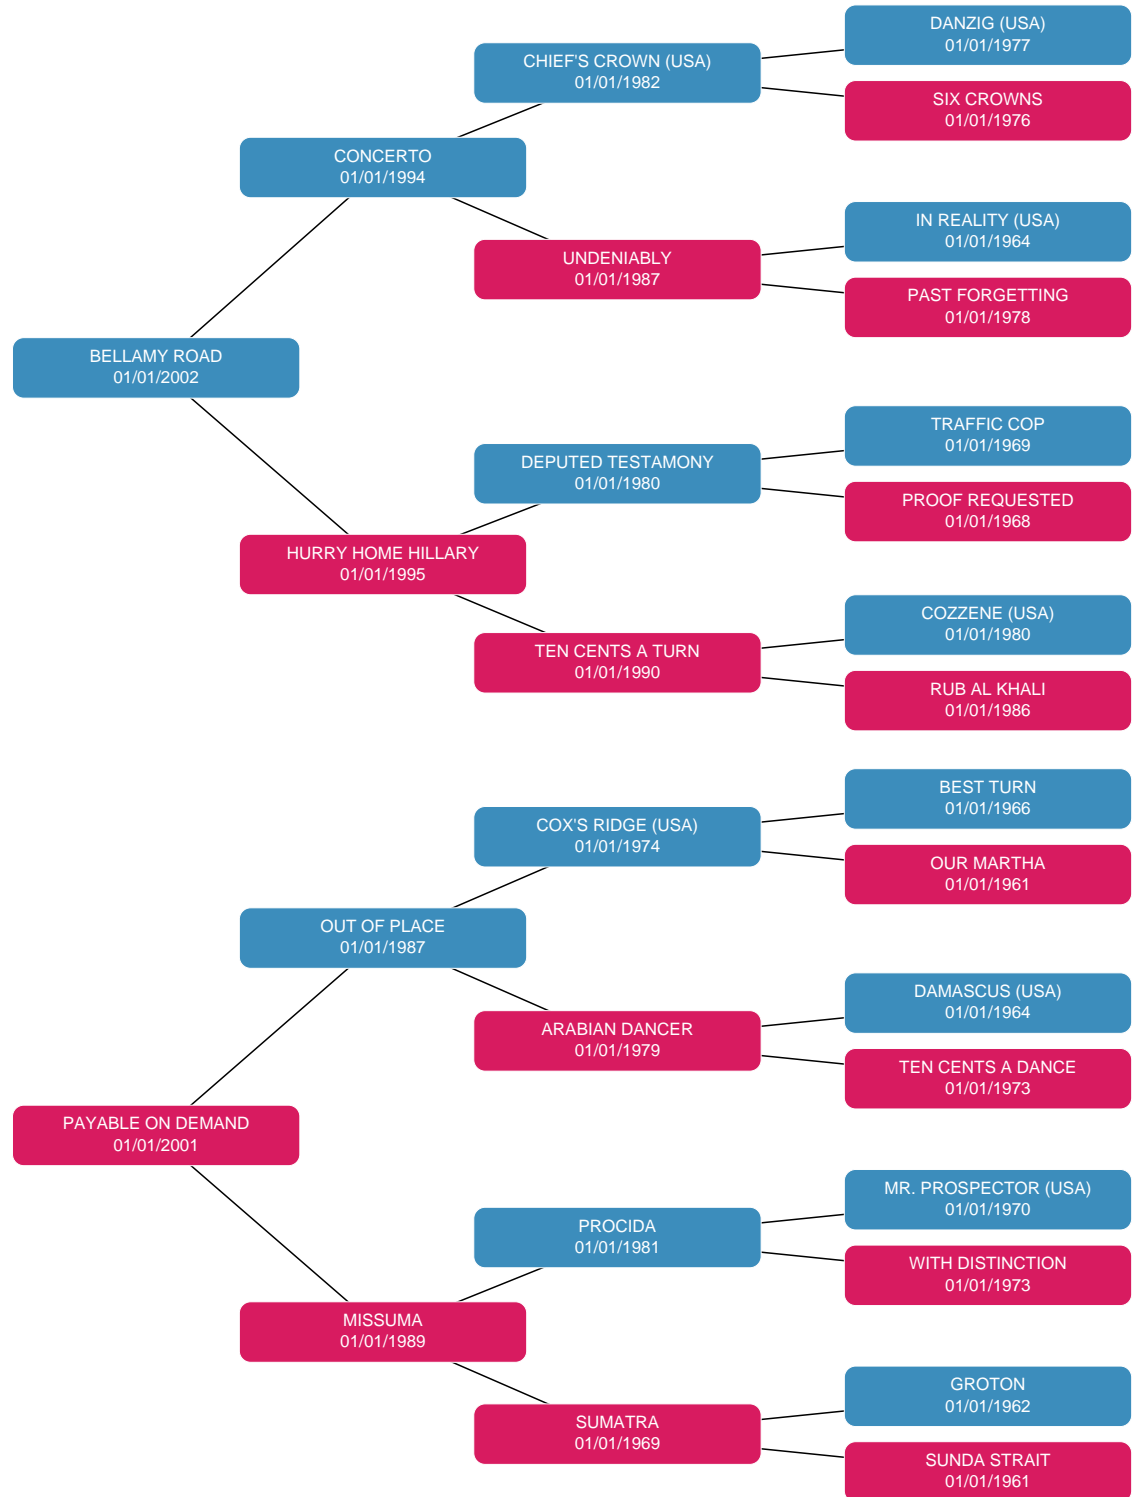 DANZIG (USA)
01/01/1977
CHIEF'S CROWN (USA)
01/01/1982
SIX CROWNS
01/01/1976
CONCERTO
01/01/1994
IN REALITY (USA)
01/01/1964
UNDENIABLY
01/01/1987
PAST FORGETTING
01/01/1978
BELLAMY ROAD
01/01/2002
TRAFFIC COP
01/01/1969
DEPUTED TESTAMONY
01/01/1980
PROOF REQUESTED
01/01/1968
HURRY HOME HILLARY
01/01/1995
COZZENE (USA)
01/01/1980
TEN CENTS A TURN
01/01/1990
RUB AL KHALI
01/01/1986
BEST TURN
01/01/1966
COX'S RIDGE (USA)
01/01/1974
OUR MARTHA
01/01/1961
OUT OF PLACE
01/01/1987
DAMASCUS (USA)
01/01/1964
ARABIAN DANCER
01/01/1979
TEN CENTS A DANCE
01/01/1973
PAYABLE ON DEMAND
01/01/2001
MR. PROSPECTOR (USA)
01/01/1970
PROCIDA
01/01/1981
WITH DISTINCTION
01/01/1973
MISSUMA
01/01/1989
GROTON
01/01/1962
SUMATRA
01/01/1969
SUNDA STRAIT
01/01/1961